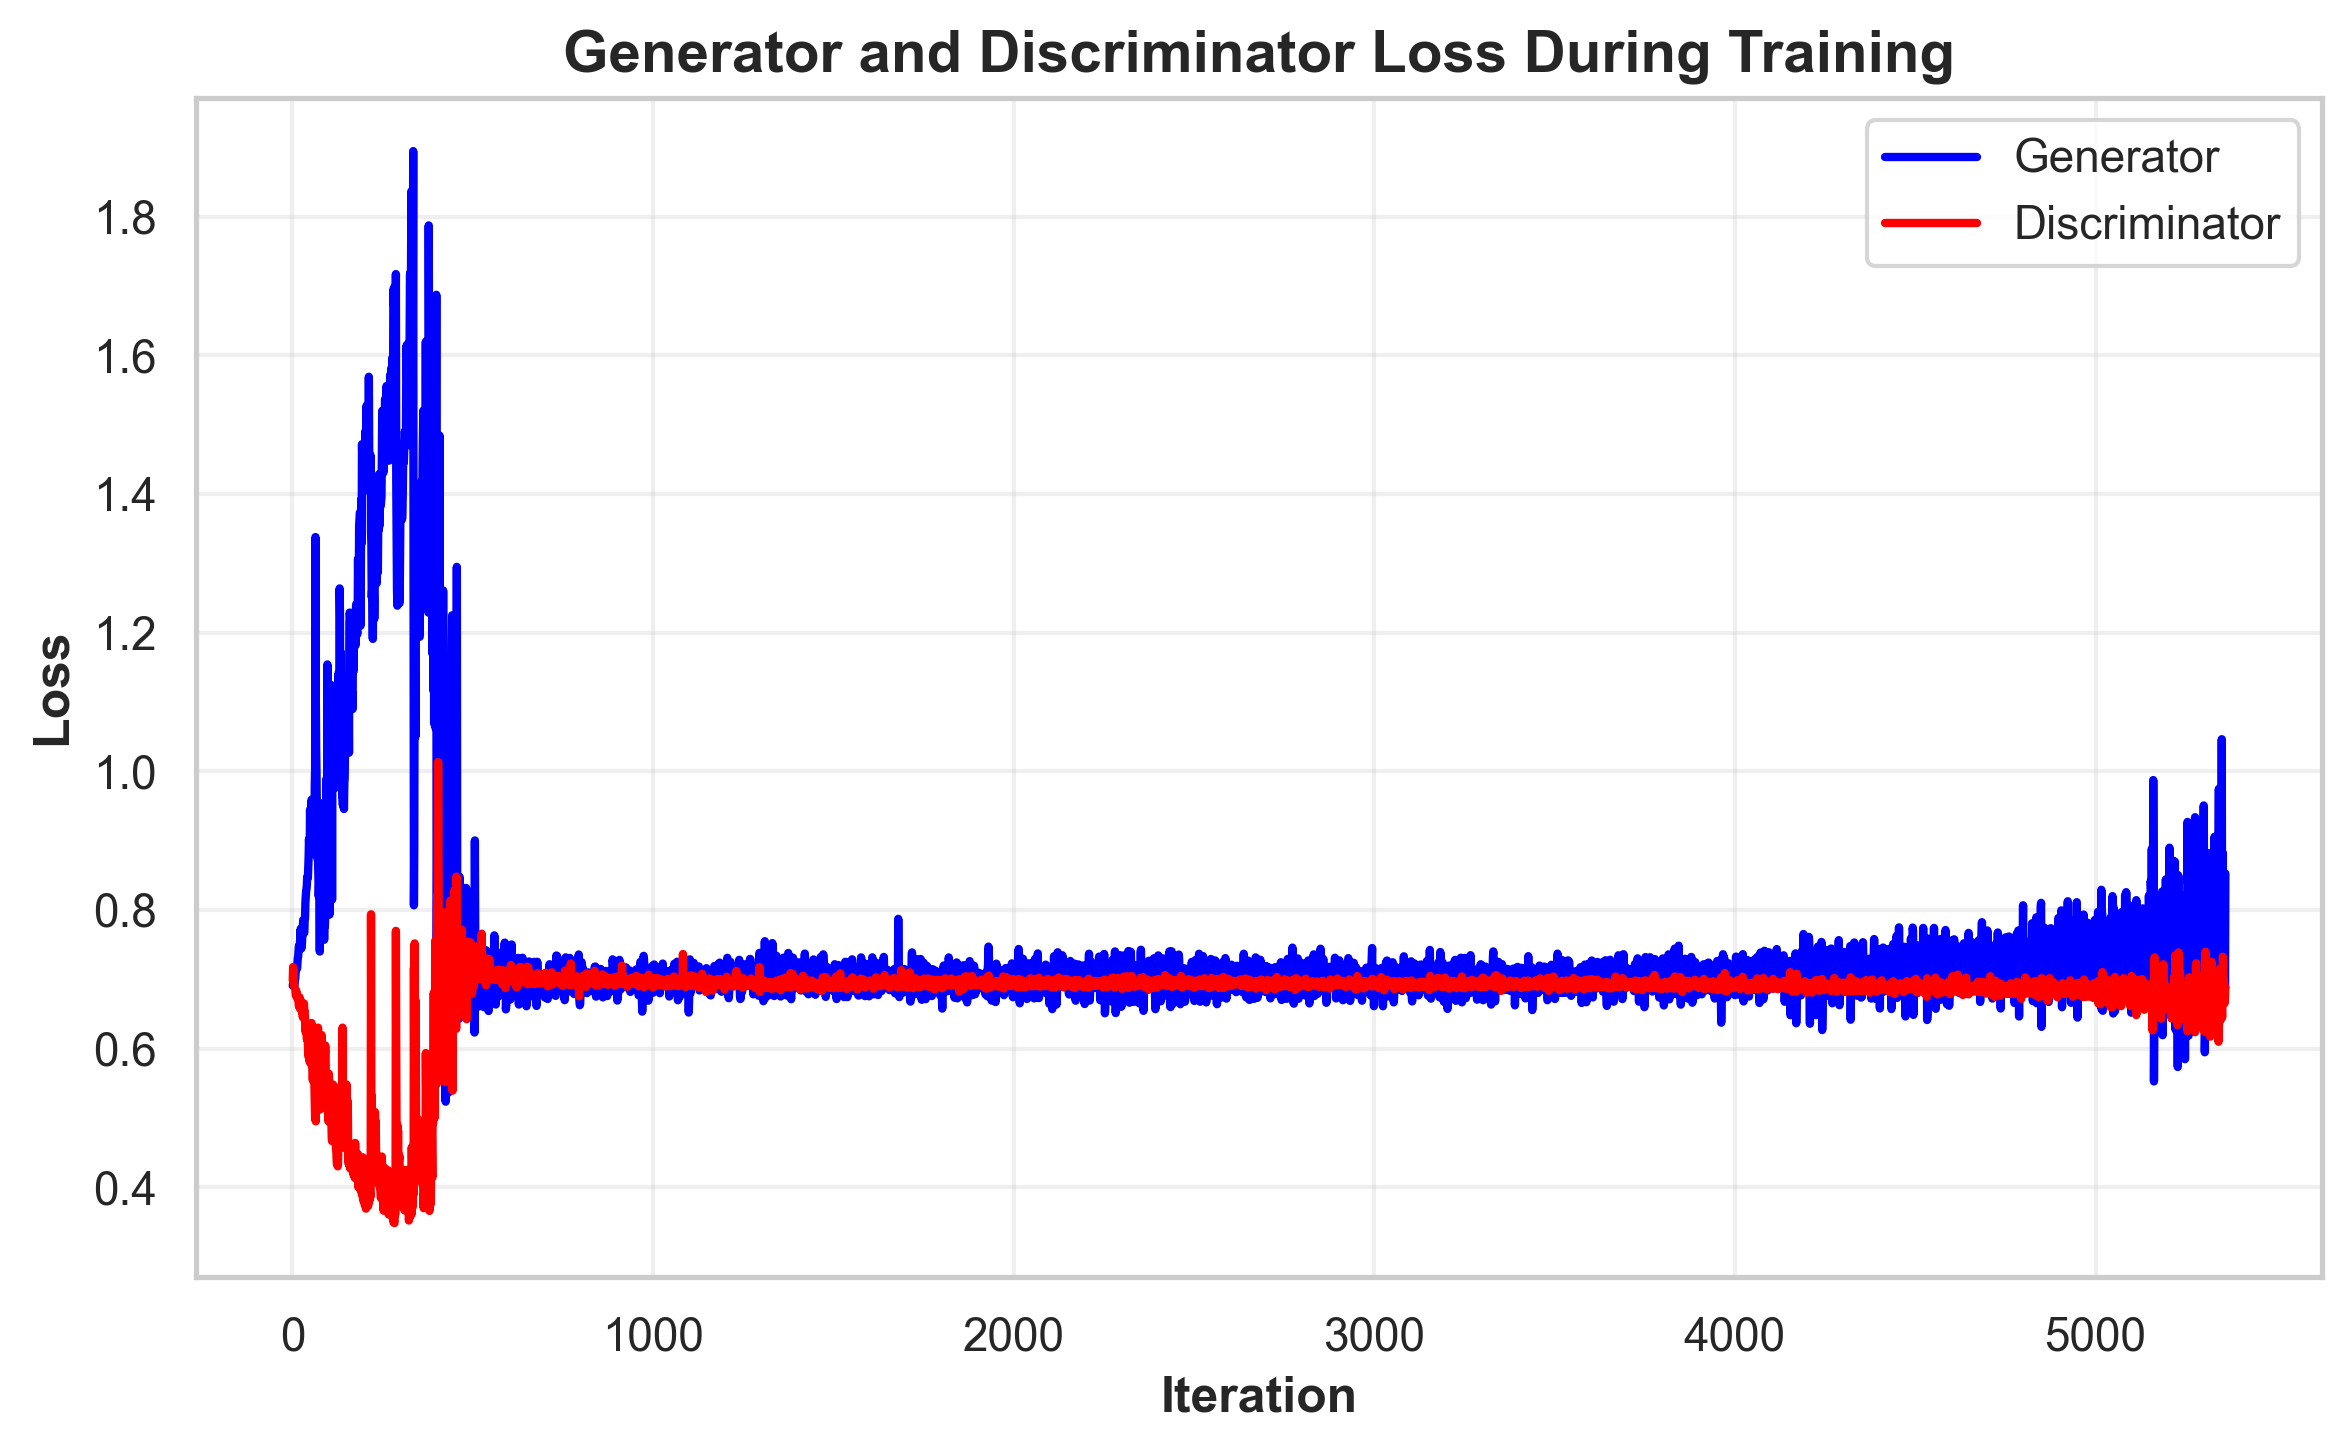 Generator and Discriminator Loss During Training
Generator
Discriminator
1.8
1.6
1.4
1.2
1.0
0.8
0.6
0.4
Loss
0 1000 2000 3000 4000 5000
Iteration